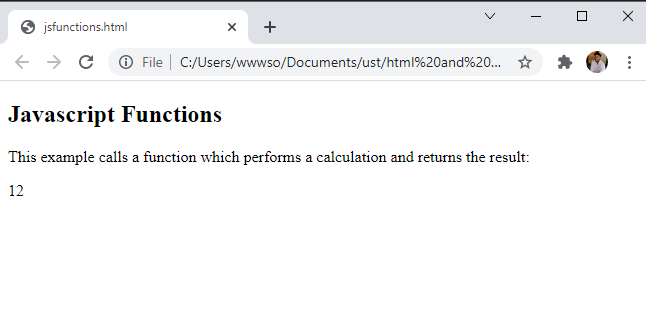 jsfunctions.html
File | C:/Users/wwwso/Documents/ust/html%20and%20...
Javascript Functions
This example calls a function which performs a calculation and returns the result:
12